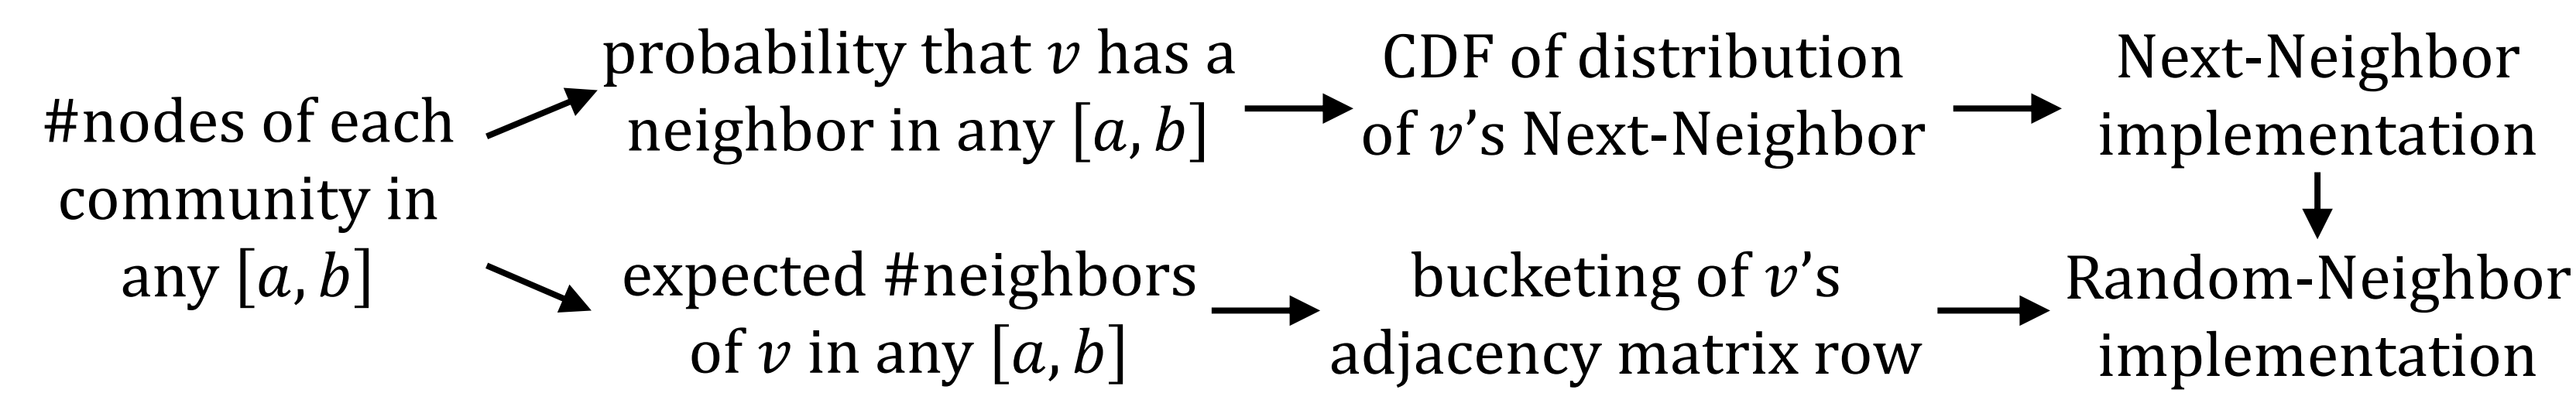 #nodes of each
community in
any [a, b]
probability that v has a
neighbor in any [a, b]
CDF of distribution
of v’s Next-Neighbor
Next-Neighbor
implementation
expected #neighbors
of v in any [a, b]
bucketing of v’s
adjacency matrix row
Random-Neighbor
implementation